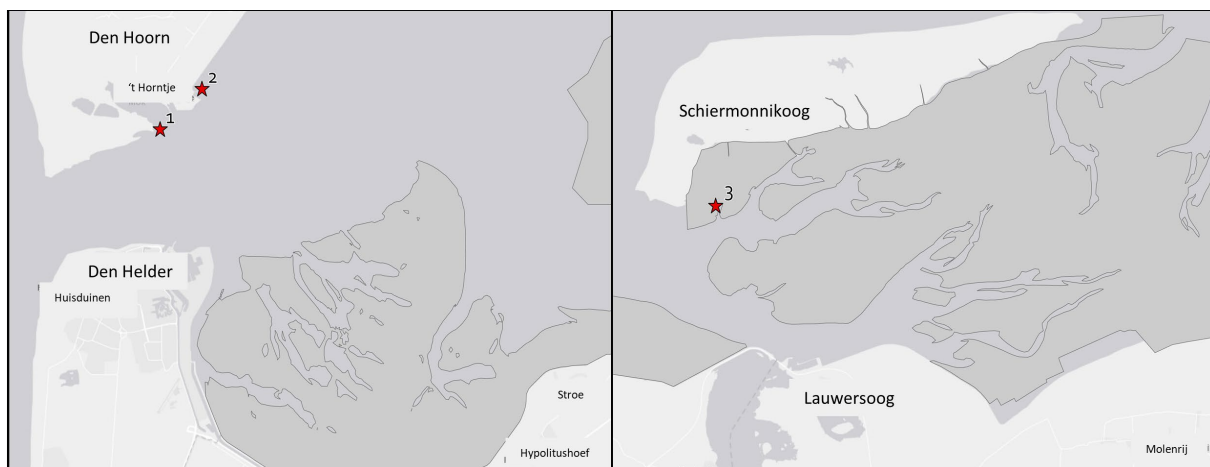 Den Hoorn
't Horntje
2
1
Den Helder
Huisduinen
Stroe
Hypolitushoef
Schiermonnikoog
3
Lauwersoog
Molenrij